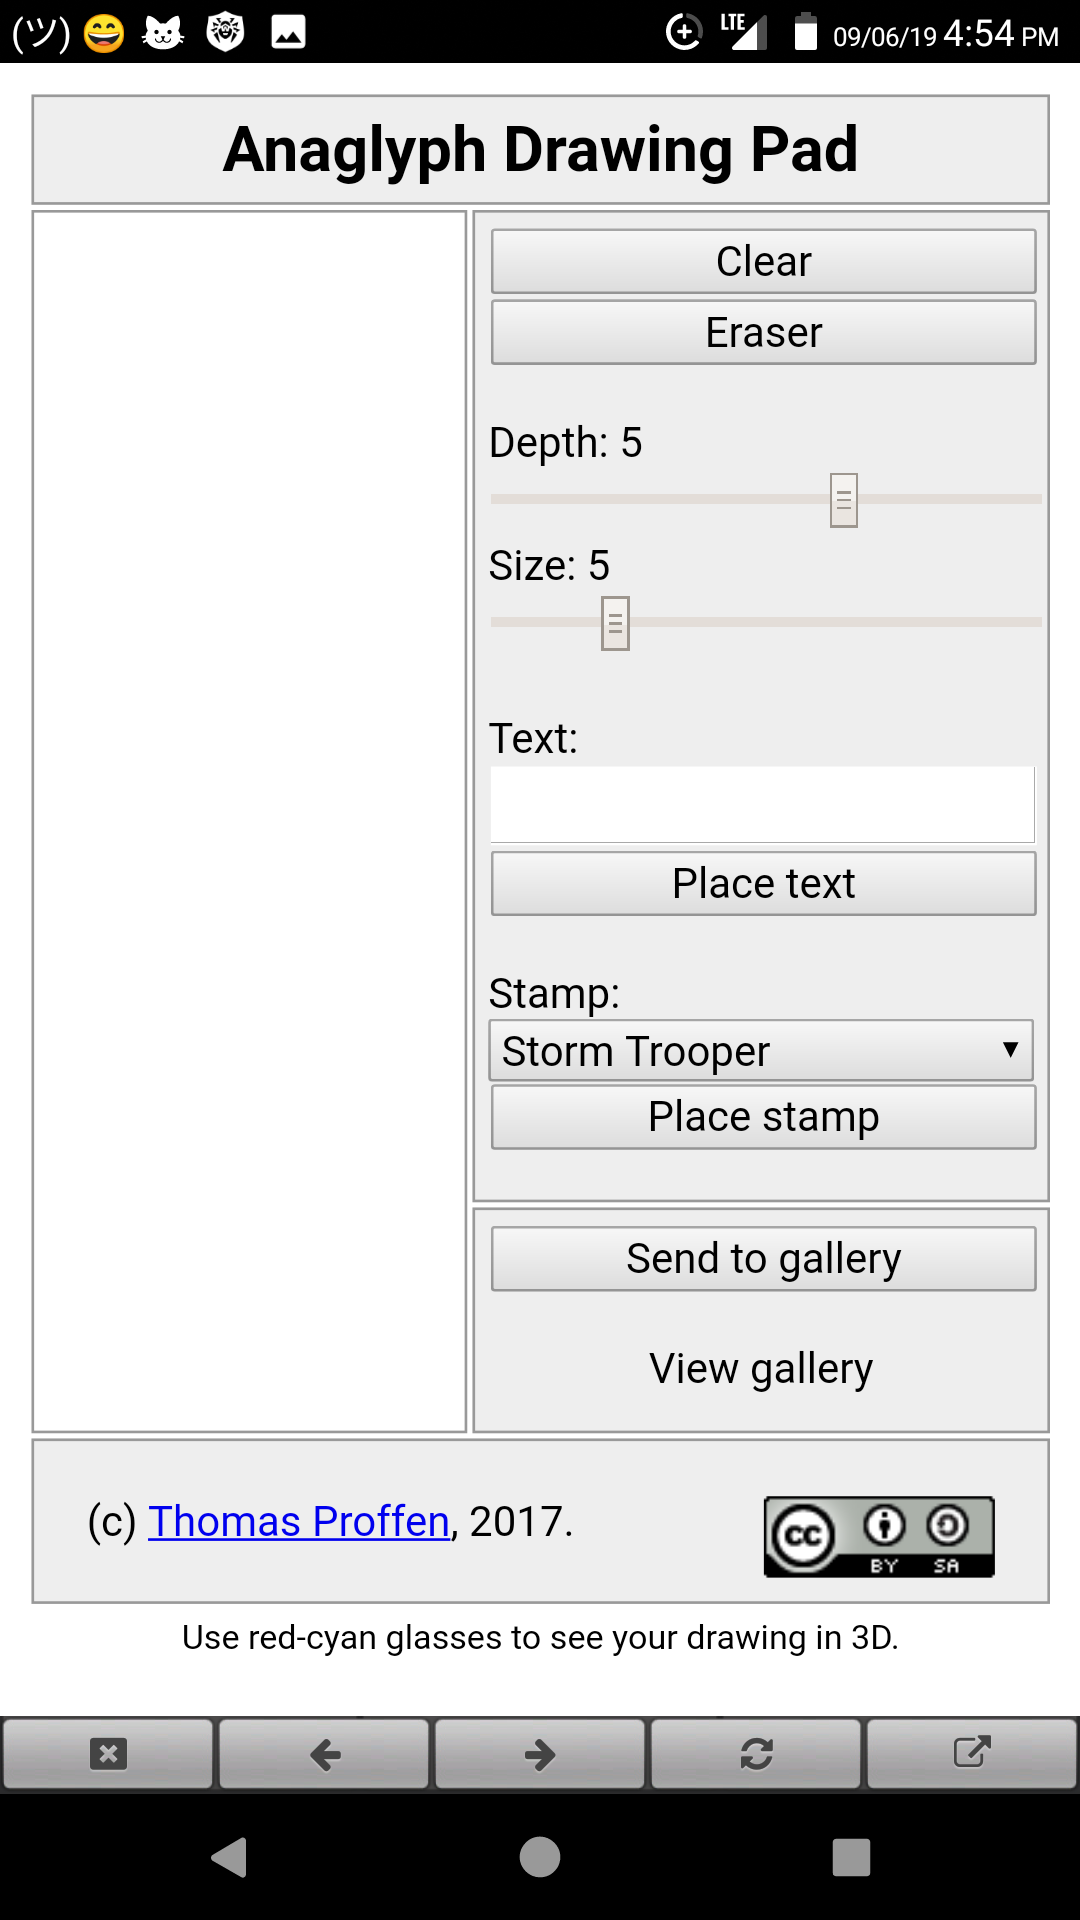 (ツ) LTE 09/06/19 4:54 PM
Anaglyph Drawing Pad
Clear
Eraser
Depth: 5
Size: 5
Text:
Place text
Stamp:
Storm Trooper
Place stamp
Send to gallery
View gallery
(c) Thomas Proffen, 2017.
cc BY SA
Use red-cyan glasses to see your drawing in 3D.